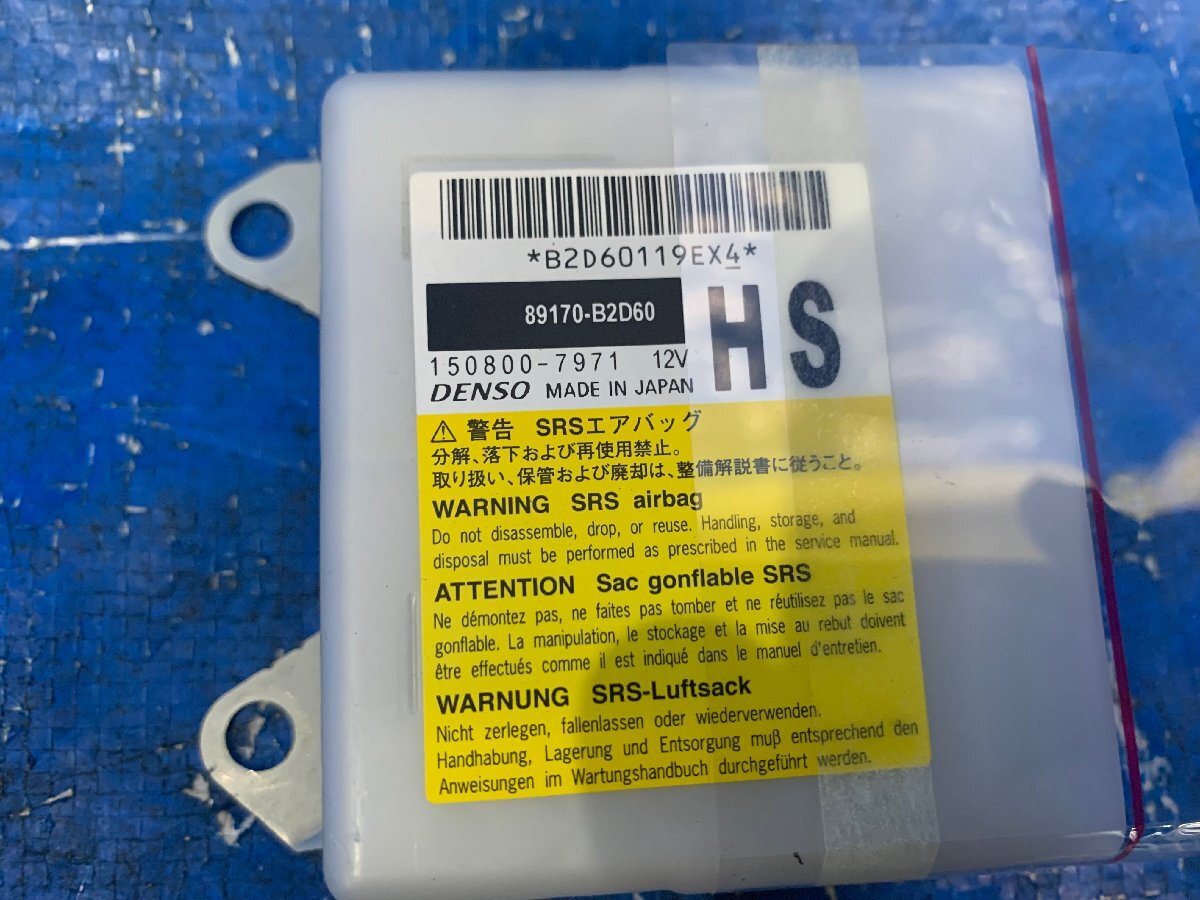 *B2D60119EX4*
89170-B2D60
HS
150800-7971 12V
DENSO MADE IN JAPAN
⚠ 警告 SRSエアバッグ
分解、落下および再使用禁止。
取り扱い、保管および廃却は、整備解説書に従うこと。
WARNING SRS airbag
Do not disassemble, drop, or reuse. Handling, storage, and
disposal must be performed as prescribed in the service manual.
ATTENTION Sac gonflable SRS
Ne démontez pas, ne faites pas tomber et ne réutilisez pas le sac
gonflable. La manipulation, le stockage et la mise au rebut doivent
être effectués comme il est indiqué dans le manuel d'entretien.
WARNUNG SRS-Luftsack
Nicht zerlegen, fallenlassen oder wiederverwenden.
Handhabung, Lagerung und Entsorgung muβ entsprechend den
Anweisungen im Wartungshandbuch durchgeführt werden.